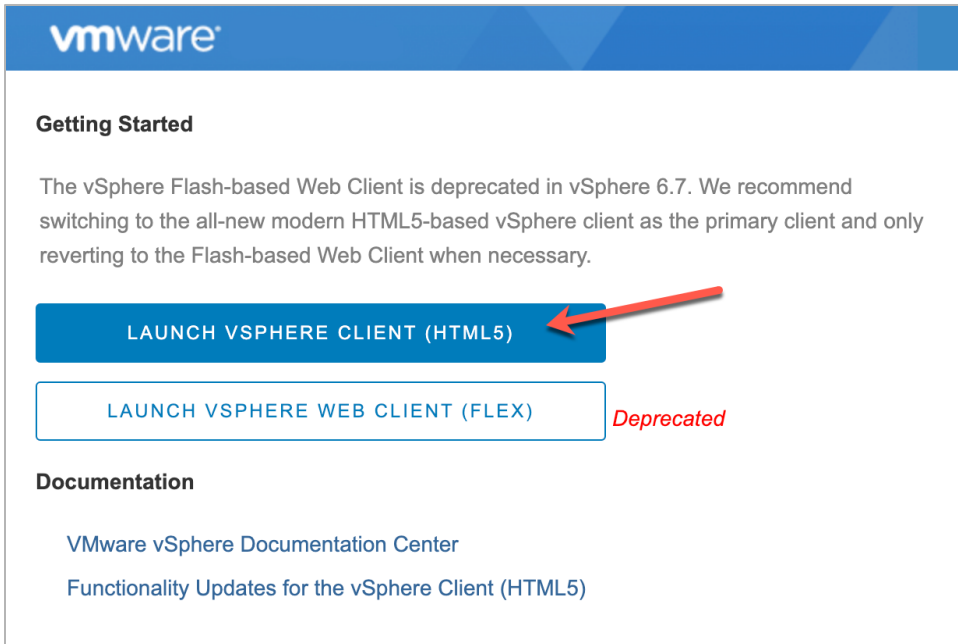 vmware
Getting Started
The vSphere Flash-based Web Client is deprecated in vSphere 6.7. We recommend
switching to the all-new modern HTML5-based vSphere client as the primary client and only
reverting to the Flash-based Web Client when necessary.
LAUNCH VSPHERE CLIENT (HTML5)
LAUNCH VSPHERE WEB CLIENT (FLEX)
Deprecated
Documentation
VMware vSphere Documentation Center
Functionality Updates for the vSphere Client (HTML5)